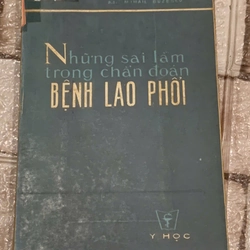 Những sai lầm
trong chẩn đoán
BỆNH LAO PHỔI
Y HỌC